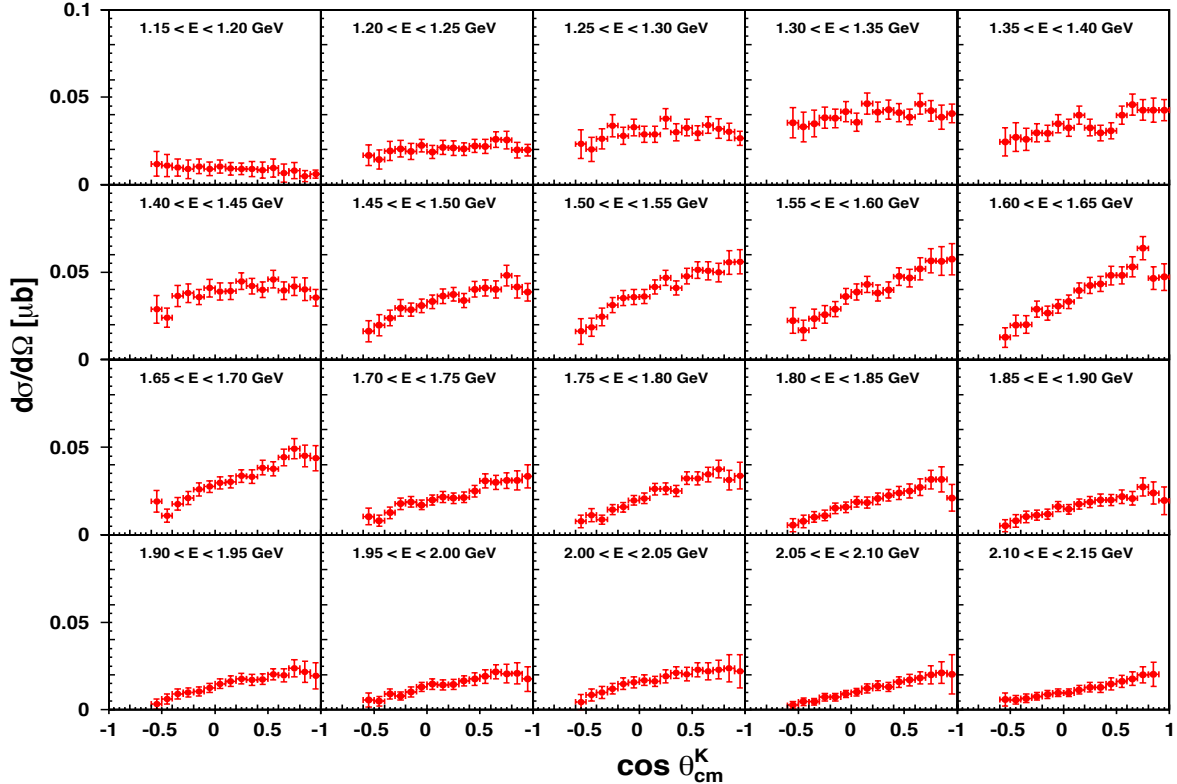 0.1
1.15 < E < 1.20 GeV
1.20 < E < 1.25 GeV
1.25 < E < 1.30 GeV
1.30 < E < 1.35 GeV
1.35 < E < 1.40 GeV
0.05
0
1.40 < E < 1.45 GeV
1.45 < E < 1.50 GeV
1.50 < E < 1.55 GeV
1.55 < E < 1.60 GeV
1.60 < E < 1.65 GeV
0.05
0
dσ/dΩ [μb]
1.65 < E < 1.70 GeV
1.70 < E < 1.75 GeV
1.75 < E < 1.80 GeV
1.80 < E < 1.85 GeV
1.85 < E < 1.90 GeV
0.05
0
1.90 < E < 1.95 GeV
1.95 < E < 2.00 GeV
2.00 < E < 2.05 GeV
2.05 < E < 2.10 GeV
2.10 < E < 2.15 GeV
0.05
0
-1 -0.5 0 0.5 -1 -0.5 0 0.5 -1 -0.5 0 0.5 -1 -0.5 0 0.5 -1 -0.5 0 0.5 1
cos θ_cm^K